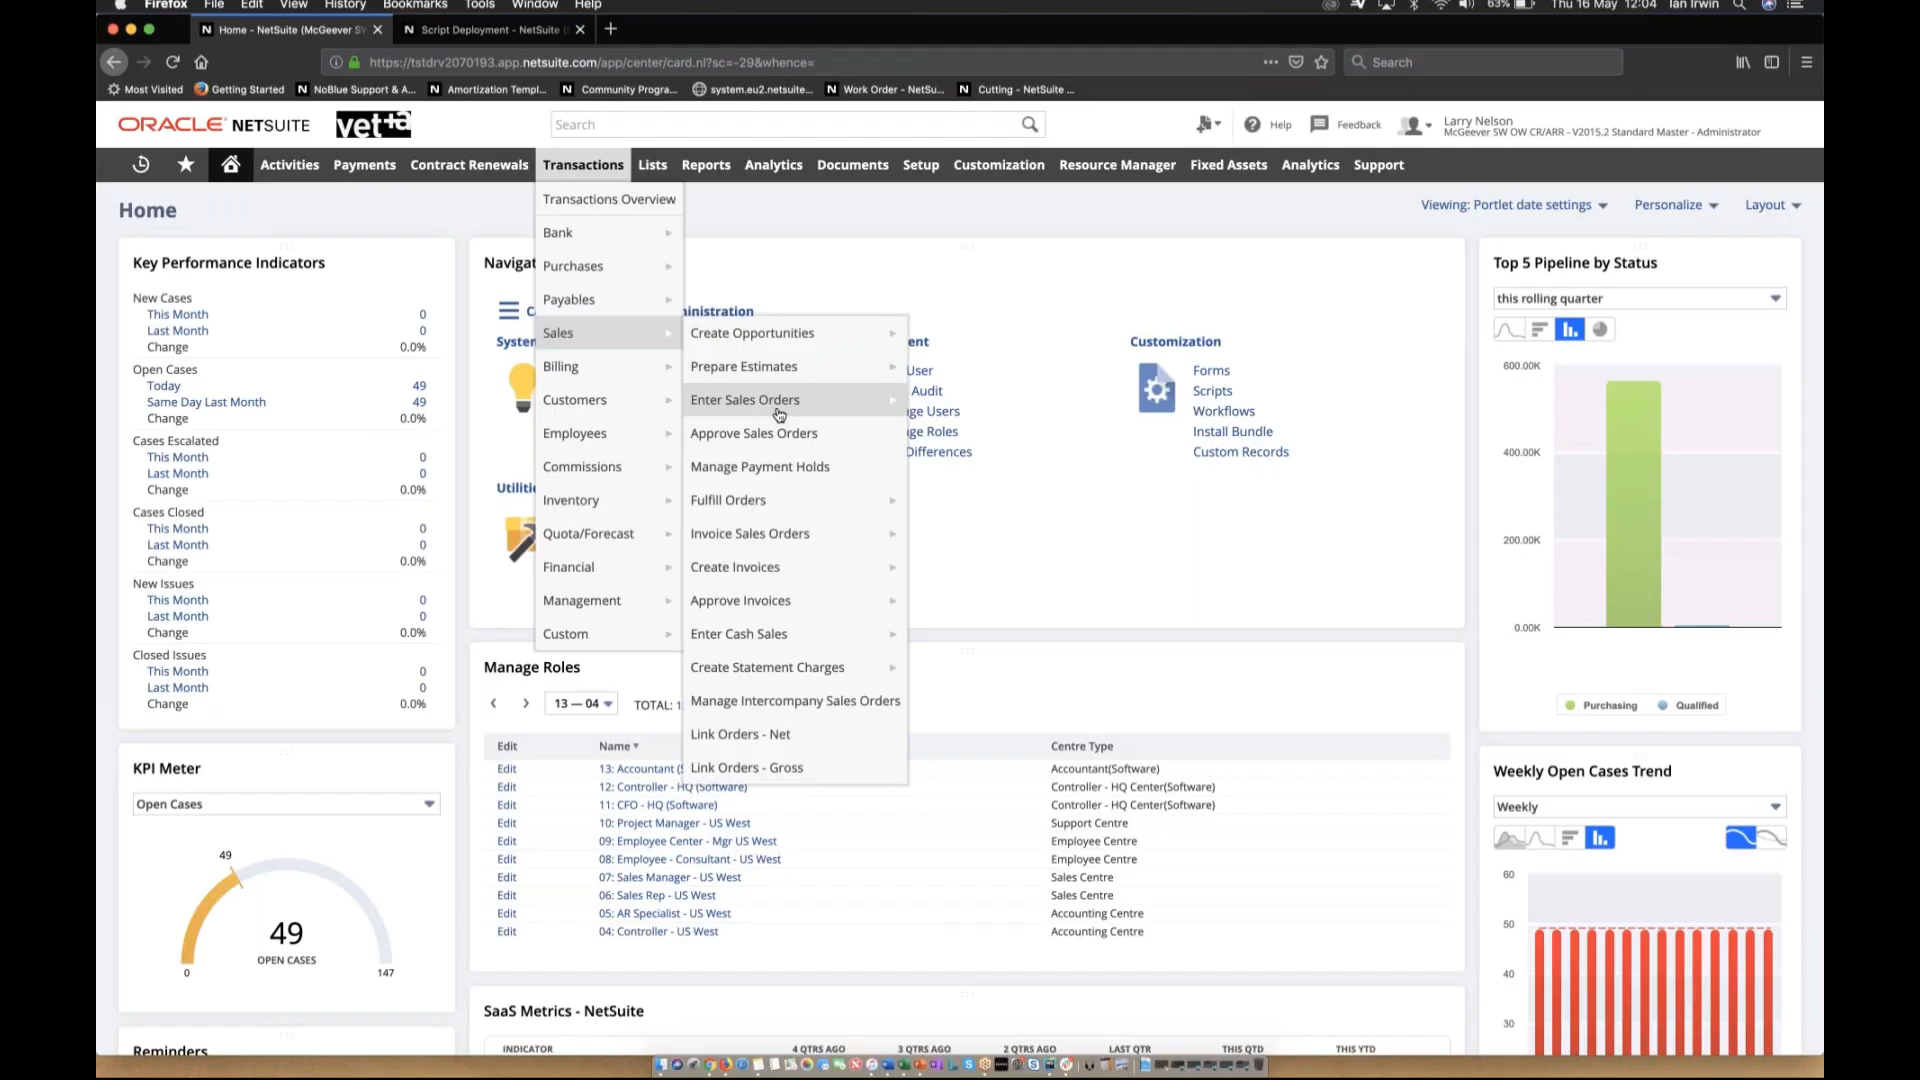 Firefox File Edit View History Bookmarks Tools Window Help 63% Thu 16 May 12:04 Ian Irwin
Home - NetSuite (McGeever SW
Script Deployment - NetSuite (
https://tstdrv2070193.app.netsuite.com/app/center/card.nl?sc=-29&whence=
Search
Most Visited Getting Started NoBlue Support & A... Amortization Templ... Community Progra... system.eu2.netsuite... Work Order - NetSu... Cutting - NetSuite ...
ORACLE NETSUITE vet+a
Search
Help
Feedback
Larry Nelson
McGeever SW OW CR/ARR - V2015.2 Standard Master - Administrator
Activities Payments Contract Renewals Transactions Lists Reports Analytics Documents Setup Customization Resource Manager Fixed Assets Analytics Support
Home
Viewing: Portlet date settings Personalize Layout
Transactions Overview
Bank
Purchases
Payables
Sales
Billing
Customers
Employees
Commissions
Inventory
Quota/Forecast
Financial
Management
Custom
Create Opportunities
Prepare Estimates
Enter Sales Orders
Approve Sales Orders
Manage Payment Holds
Fulfill Orders
Invoice Sales Orders
Create Invoices
Approve Invoices
Enter Cash Sales
Create Statement Charges
Manage Intercompany Sales Orders
Link Orders - Net
Link Orders - Gross
Key Performance Indicators
New Cases
This Month 0
Last Month 0
Change 0.0%
Open Cases
Today 49
Same Day Last Month 49
Change 0.0%
Cases Escalated
This Month 0
Last Month 0
Change 0.0%
Cases Closed
This Month 0
Last Month 0
Change 0.0%
New Issues
This Month 0
Last Month 0
Change 0.0%
Closed Issues
This Month 0
Last Month 0
Change 0.0%
KPI Meter
Open Cases
49
49
OPEN CASES
0 147
Reminders
Navigat
C
ministration
System
ent
User
Audit
ge Users
ge Roles
Differences
Utilitie
Customization
Forms
Scripts
Workflows
Install Bundle
Custom Records
Manage Roles
13 — 04 TOTAL: 1
Edit Name Centre Type
Edit 13: Accountant (S Accountant(Software)
Edit 12: Controller - HQ (Software) Controller - HQ Center(Software)
Edit 11: CFO - HQ (Software) Controller - HQ Center(Software)
Edit 10: Project Manager - US West Support Centre
Edit 09: Employee Center - Mgr US West Employee Centre
Edit 08: Employee - Consultant - US West Employee Centre
Edit 07: Sales Manager - US West Sales Centre
Edit 06: Sales Rep - US West Sales Centre
Edit 05: AR Specialist - US West Accounting Centre
Edit 04: Controller - US West Accounting Centre
SaaS Metrics - NetSuite
INDICATOR 4 QTRS AGO 3 QTRS AGO 2 QTRS AGO LAST QTR THIS QTD THIS YTD
Top 5 Pipeline by Status
this rolling quarter
600.00K
400.00K
200.00K
0.00K
Purchasing Qualified
Weekly Open Cases Trend
Weekly
60
50
40
30